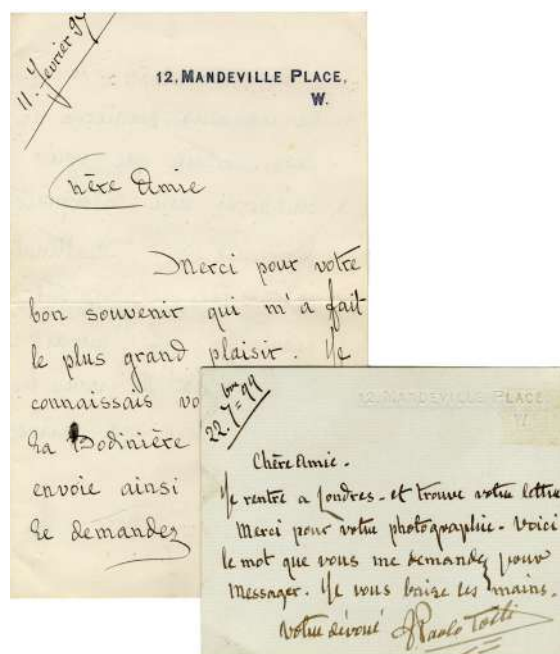 11. fevrier 97
12. MANDEVILLE PLACE,
W.
Chère Amie
Merci pour votre
bon souvenir qui m'a fait
le plus grand plaisir. Je
connaissais vo
la Bodinière
envoie ainsi
le demandez
22. 7bre = 99
12. MANDEVILLE PLACE,
W.
Chère Amie.
Je rentre a Londres - et trouve votre lettre
Merci pour votre photographie - Voici
le mot que vous me demandez pour
Messager. Je vous baise les mains.
Votre dévoué F Paolo Tosti